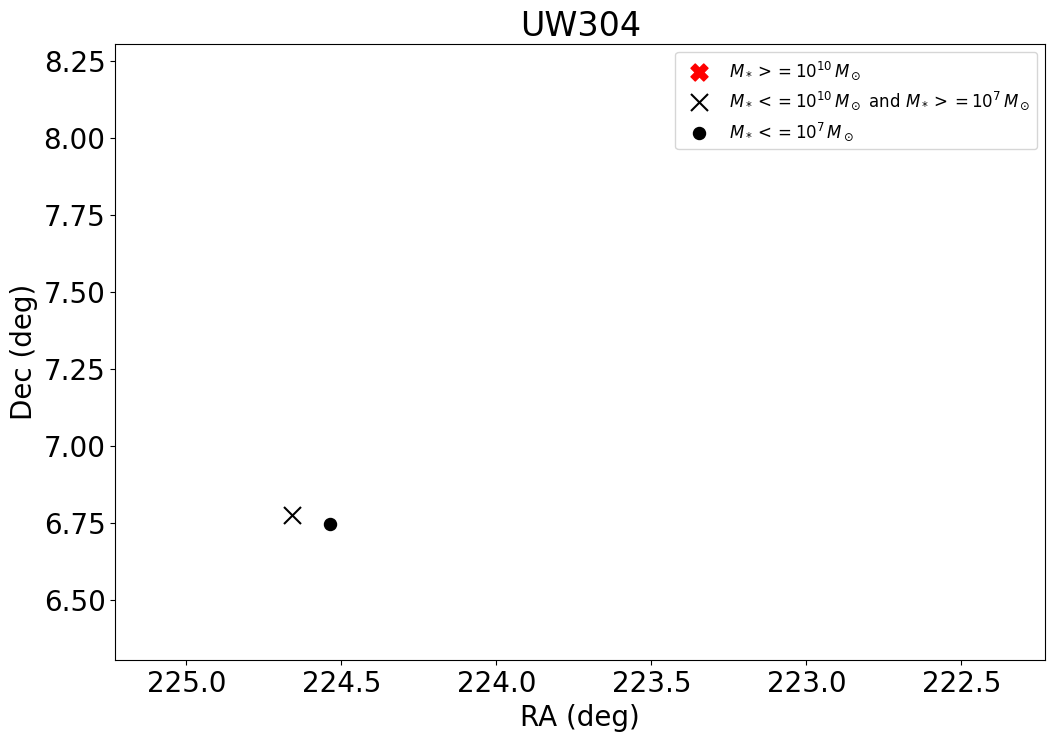 UW304
M* >= 10^10 M⊙
M* <= 10^10 M⊙ and M* >= 10^7 M⊙
M* <= 10^7 M⊙
8.25
8.00
7.75
7.50
7.25
7.00
6.75
6.50
Dec (deg)
225.0 224.5 224.0 223.5 223.0 222.5
RA (deg)